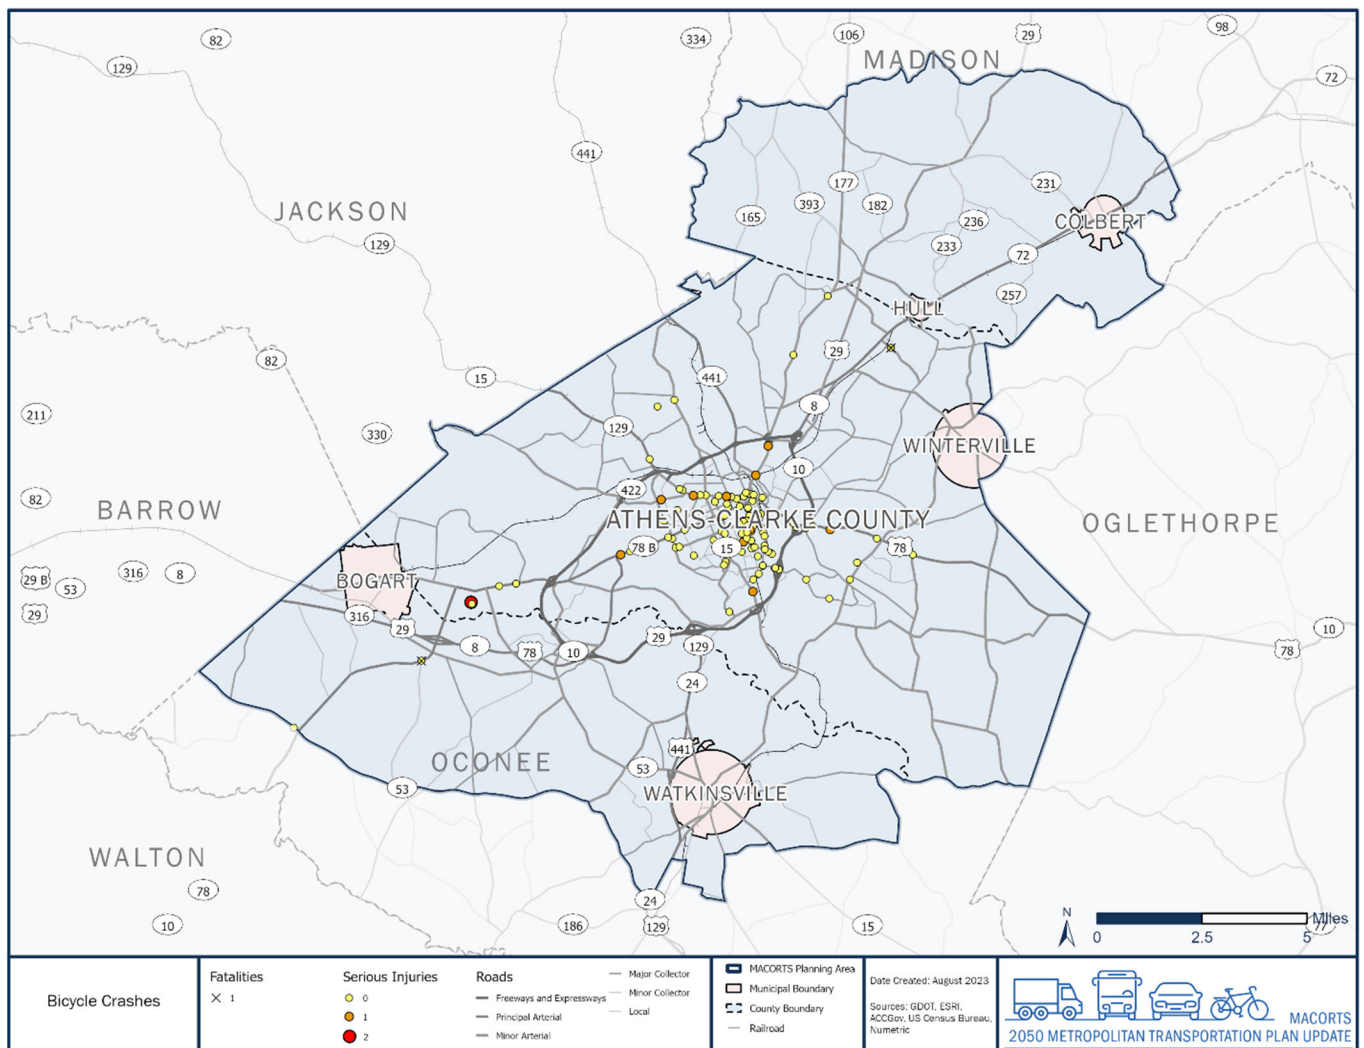 82
334
106
29
98
129
MADISON
72
441
177
231
393
182
165
JACKSON
236
COLBERT
129
233
72
257
HULL
82
29
15
441
8
211
129
330
WINTERVILLE
10
422
82
BARROW
ATHENS-CLARKE COUNTY
OGLETHORPE
78 B
15
78
29 B
53
316
8
BOGART
29
316
29
8
78
10
29
129
10
78
24
441
OCONEE
53
WATKINSVILLE
53
WALTON
78
24
10
186
129
15
77
N
Miles
0
2.5
5
Bicycle Crashes
Fatalities
1
Serious Injuries
0
1
2
Roads
Freeways and Expressways
Principal Arterial
Minor Arterial
Major Collector
Minor Collector
Local
MACORTS Planning Area
Municipal Boundary
County Boundary
Railroad
Date Created: August 2023
Sources: GDOT, ESRI,
ACCGov, US Census Bureau,
Numetric
MACORTS
2050 METROPOLITAN TRANSPORTATION PLAN UPDATE